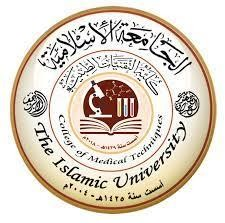 الجامعة الإسلامية
كلية التقنيات الطبية
College of Medical Techniques
The Islamic University
أسست سنة ١٤٢٥هـ - ٢٠٠٤م